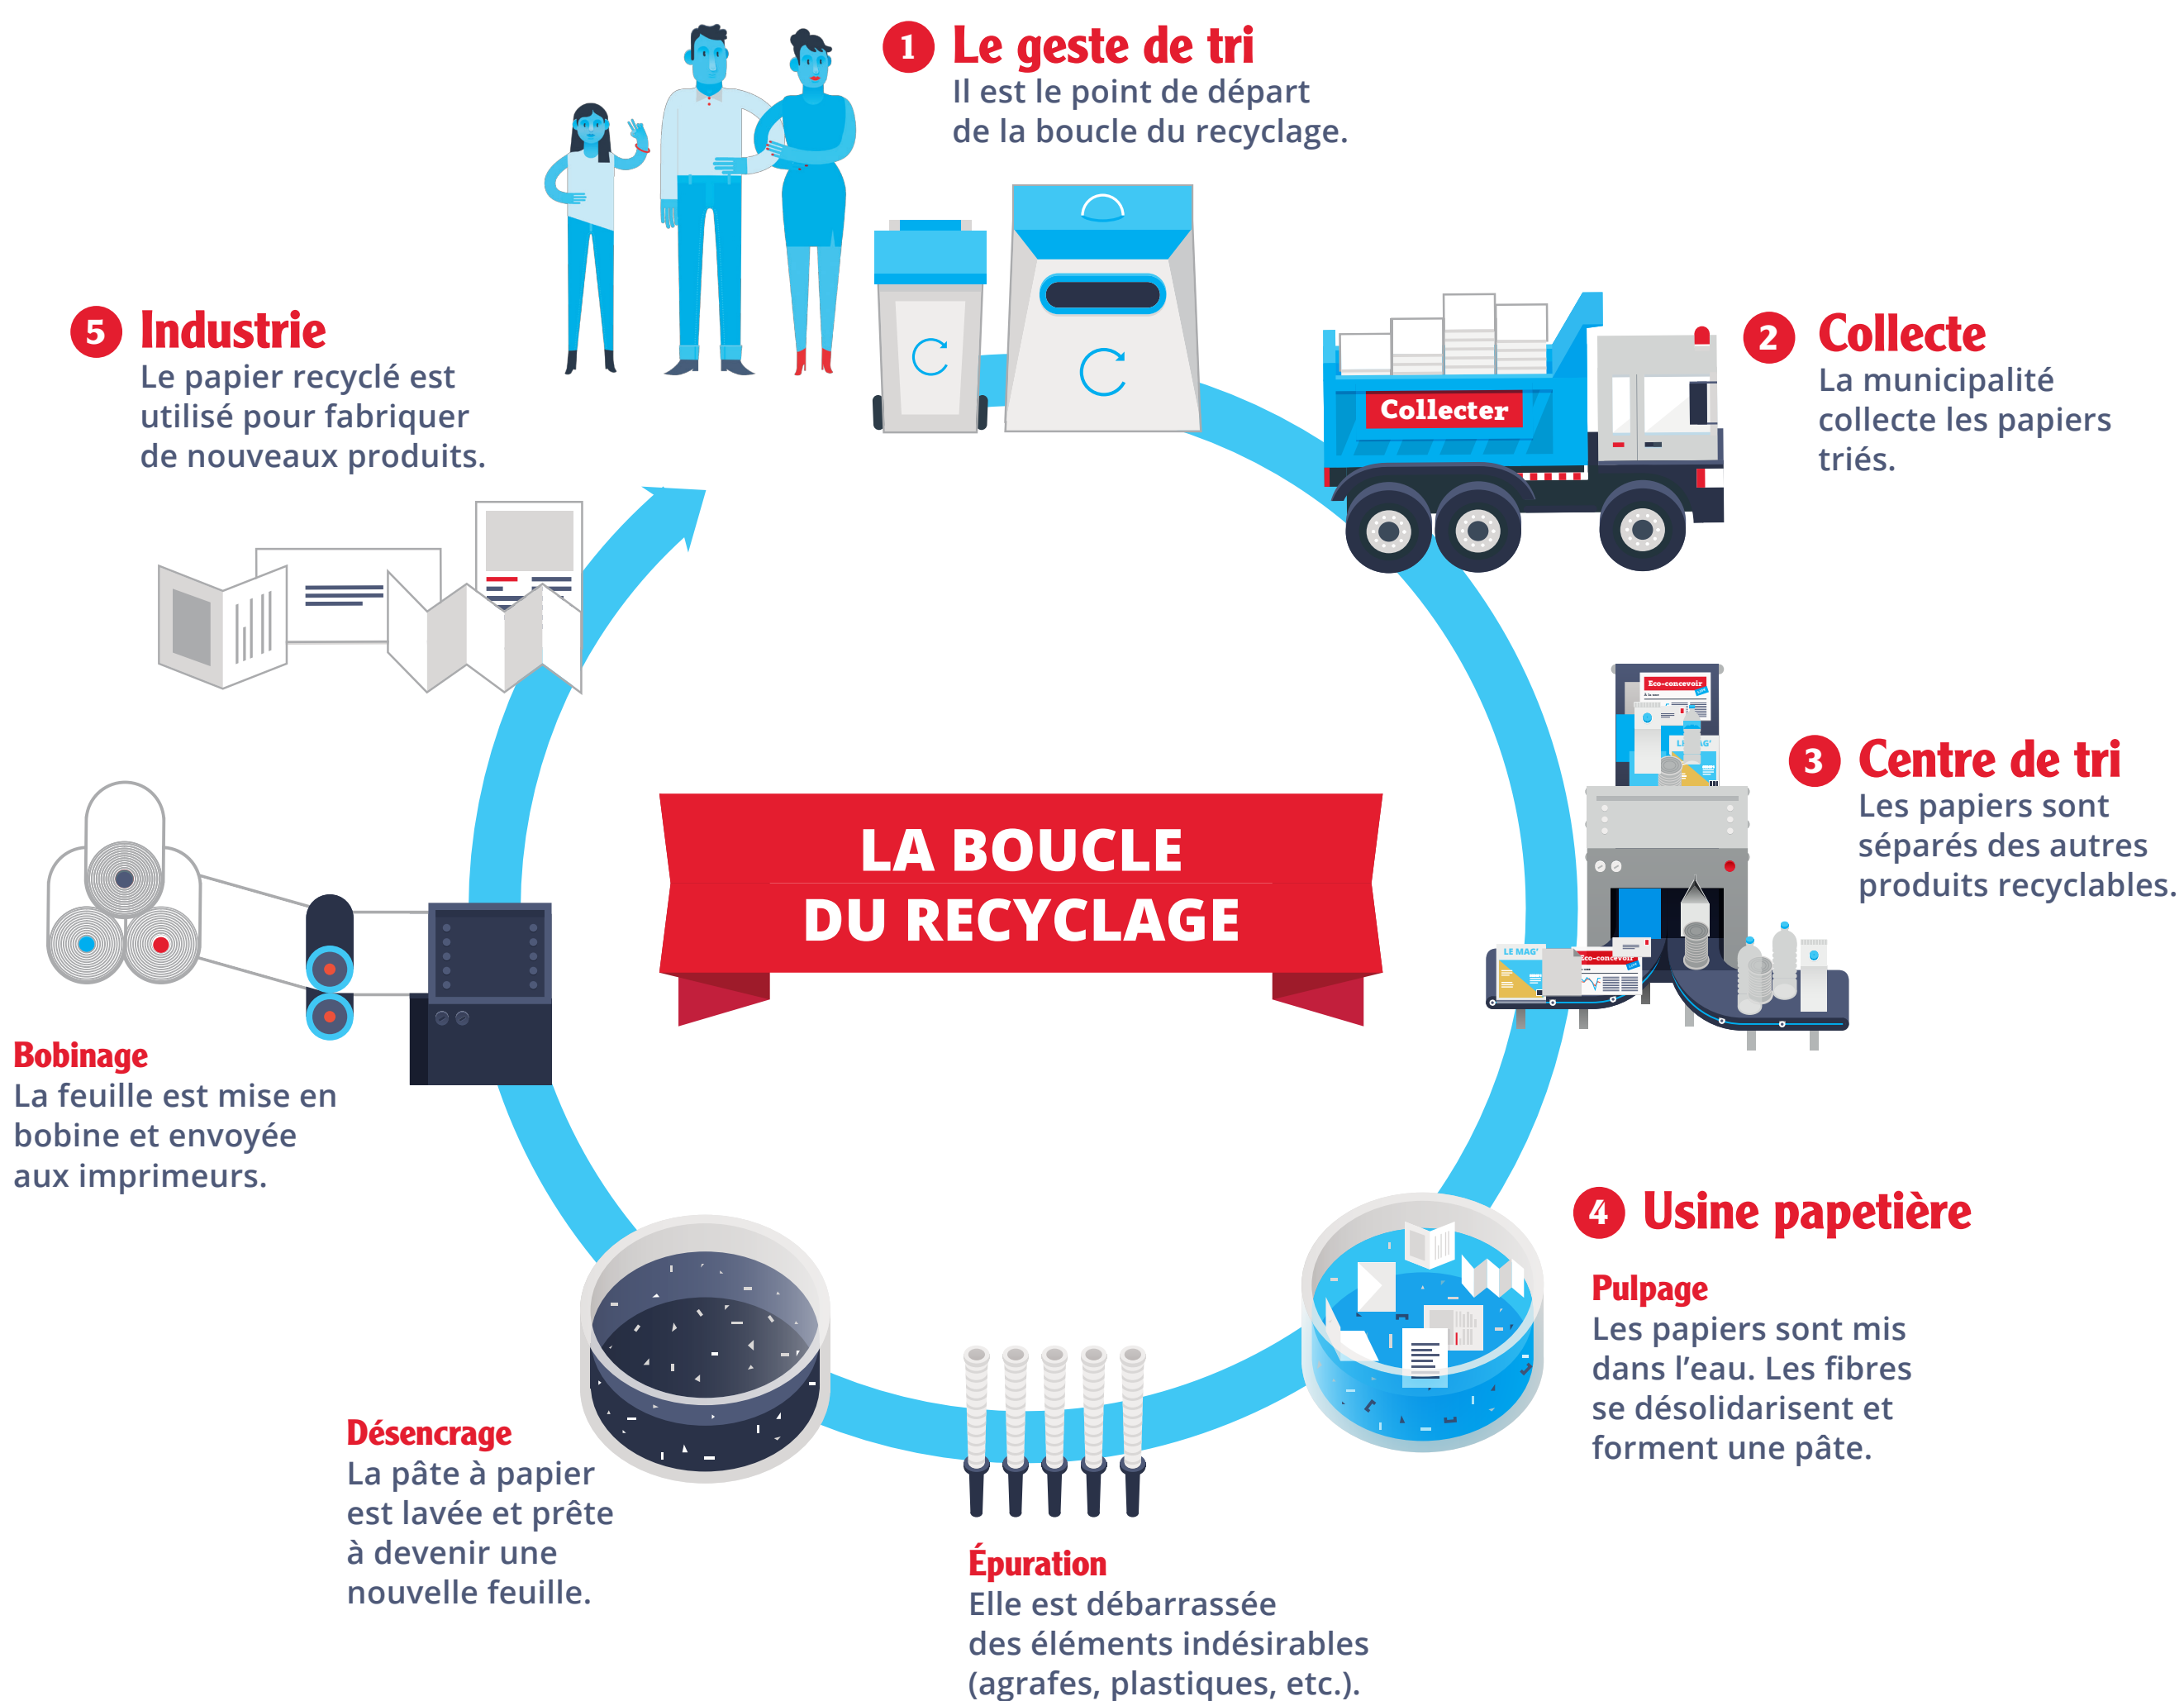 LA BOUCLE
DU RECYCLAGE
1 Le geste de tri
Il est le point de départ
de la boucle du recyclage.
Collecter
2 Collecte
La municipalité
collecte les papiers
triés.
Eco-concevoir
LE MAG'
3 Centre de tri
Les papiers sont
séparés des autres
produits recyclables.
LE MAG'
Eco-concevoir
4 Usine papetière
Pulpage
Les papiers sont mis
dans l’eau. Les fibres
se désolidarisent et
forment une pâte.
Épuration
Elle est débarrassée
des éléments indésirables
(agrafes, plastiques, etc.).
Désencrage
La pâte à papier
est lavée et prête
à devenir une
nouvelle feuille.
Bobinage
La feuille est mise en
bobine et envoyée
aux imprimeurs.
5 Industrie
Le papier recyclé est
utilisé pour fabriquer
de nouveaux produits.